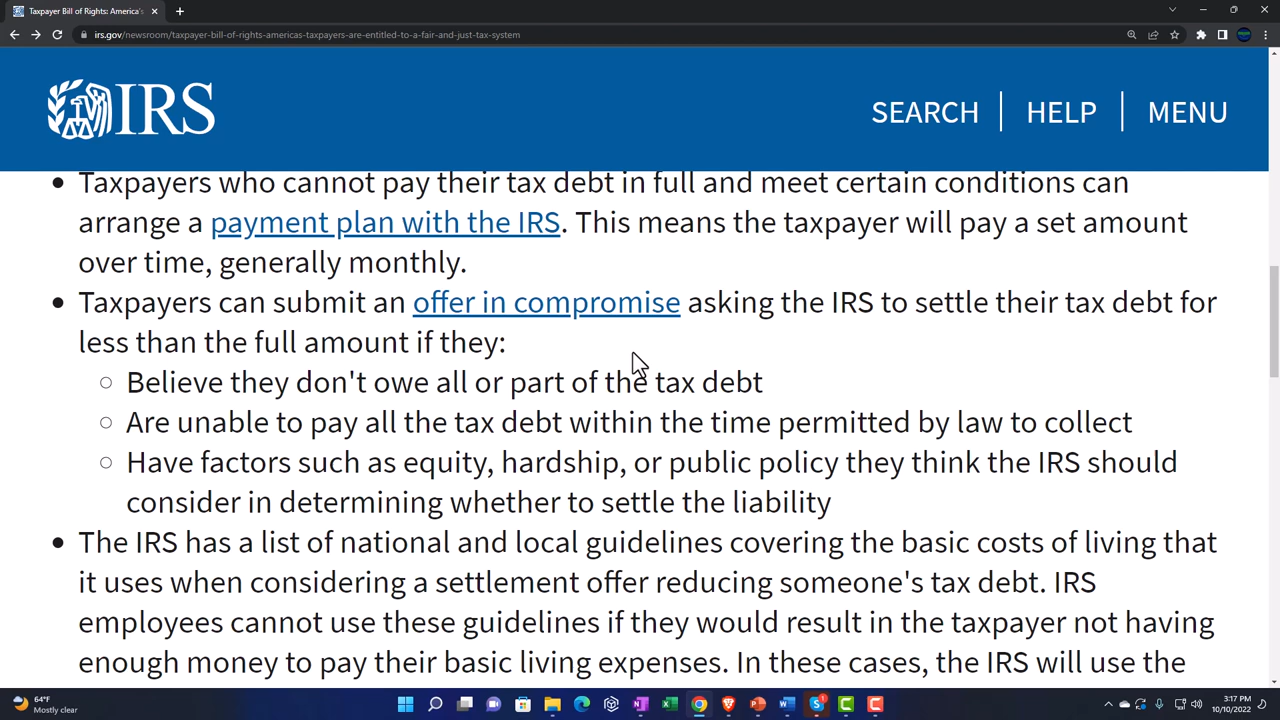 Taxpayer Bill of Rights: America's
irs.gov/newsroom/taxpayer-bill-of-rights-americas-taxpayers-are-entitled-to-a-fair-and-just-tax-system
IRS
SEARCH | HELP | MENU
• Taxpayers who cannot pay their tax debt in full and meet certain conditions can
arrange a payment plan with the IRS. This means the taxpayer will pay a set amount
over time, generally monthly.
• Taxpayers can submit an offer in compromise asking the IRS to settle their tax debt for
less than the full amount if they:
○ Believe they don't owe all or part of the tax debt
○ Are unable to pay all the tax debt within the time permitted by law to collect
○ Have factors such as equity, hardship, or public policy they think the IRS should
consider in determining whether to settle the liability
• The IRS has a list of national and local guidelines covering the basic costs of living that
it uses when considering a settlement offer reducing someone's tax debt. IRS
employees cannot use these guidelines if they would result in the taxpayer not having
enough money to pay their basic living expenses. In these cases, the IRS will use the
64°F
Mostly clear
3:17 PM
10/10/2022